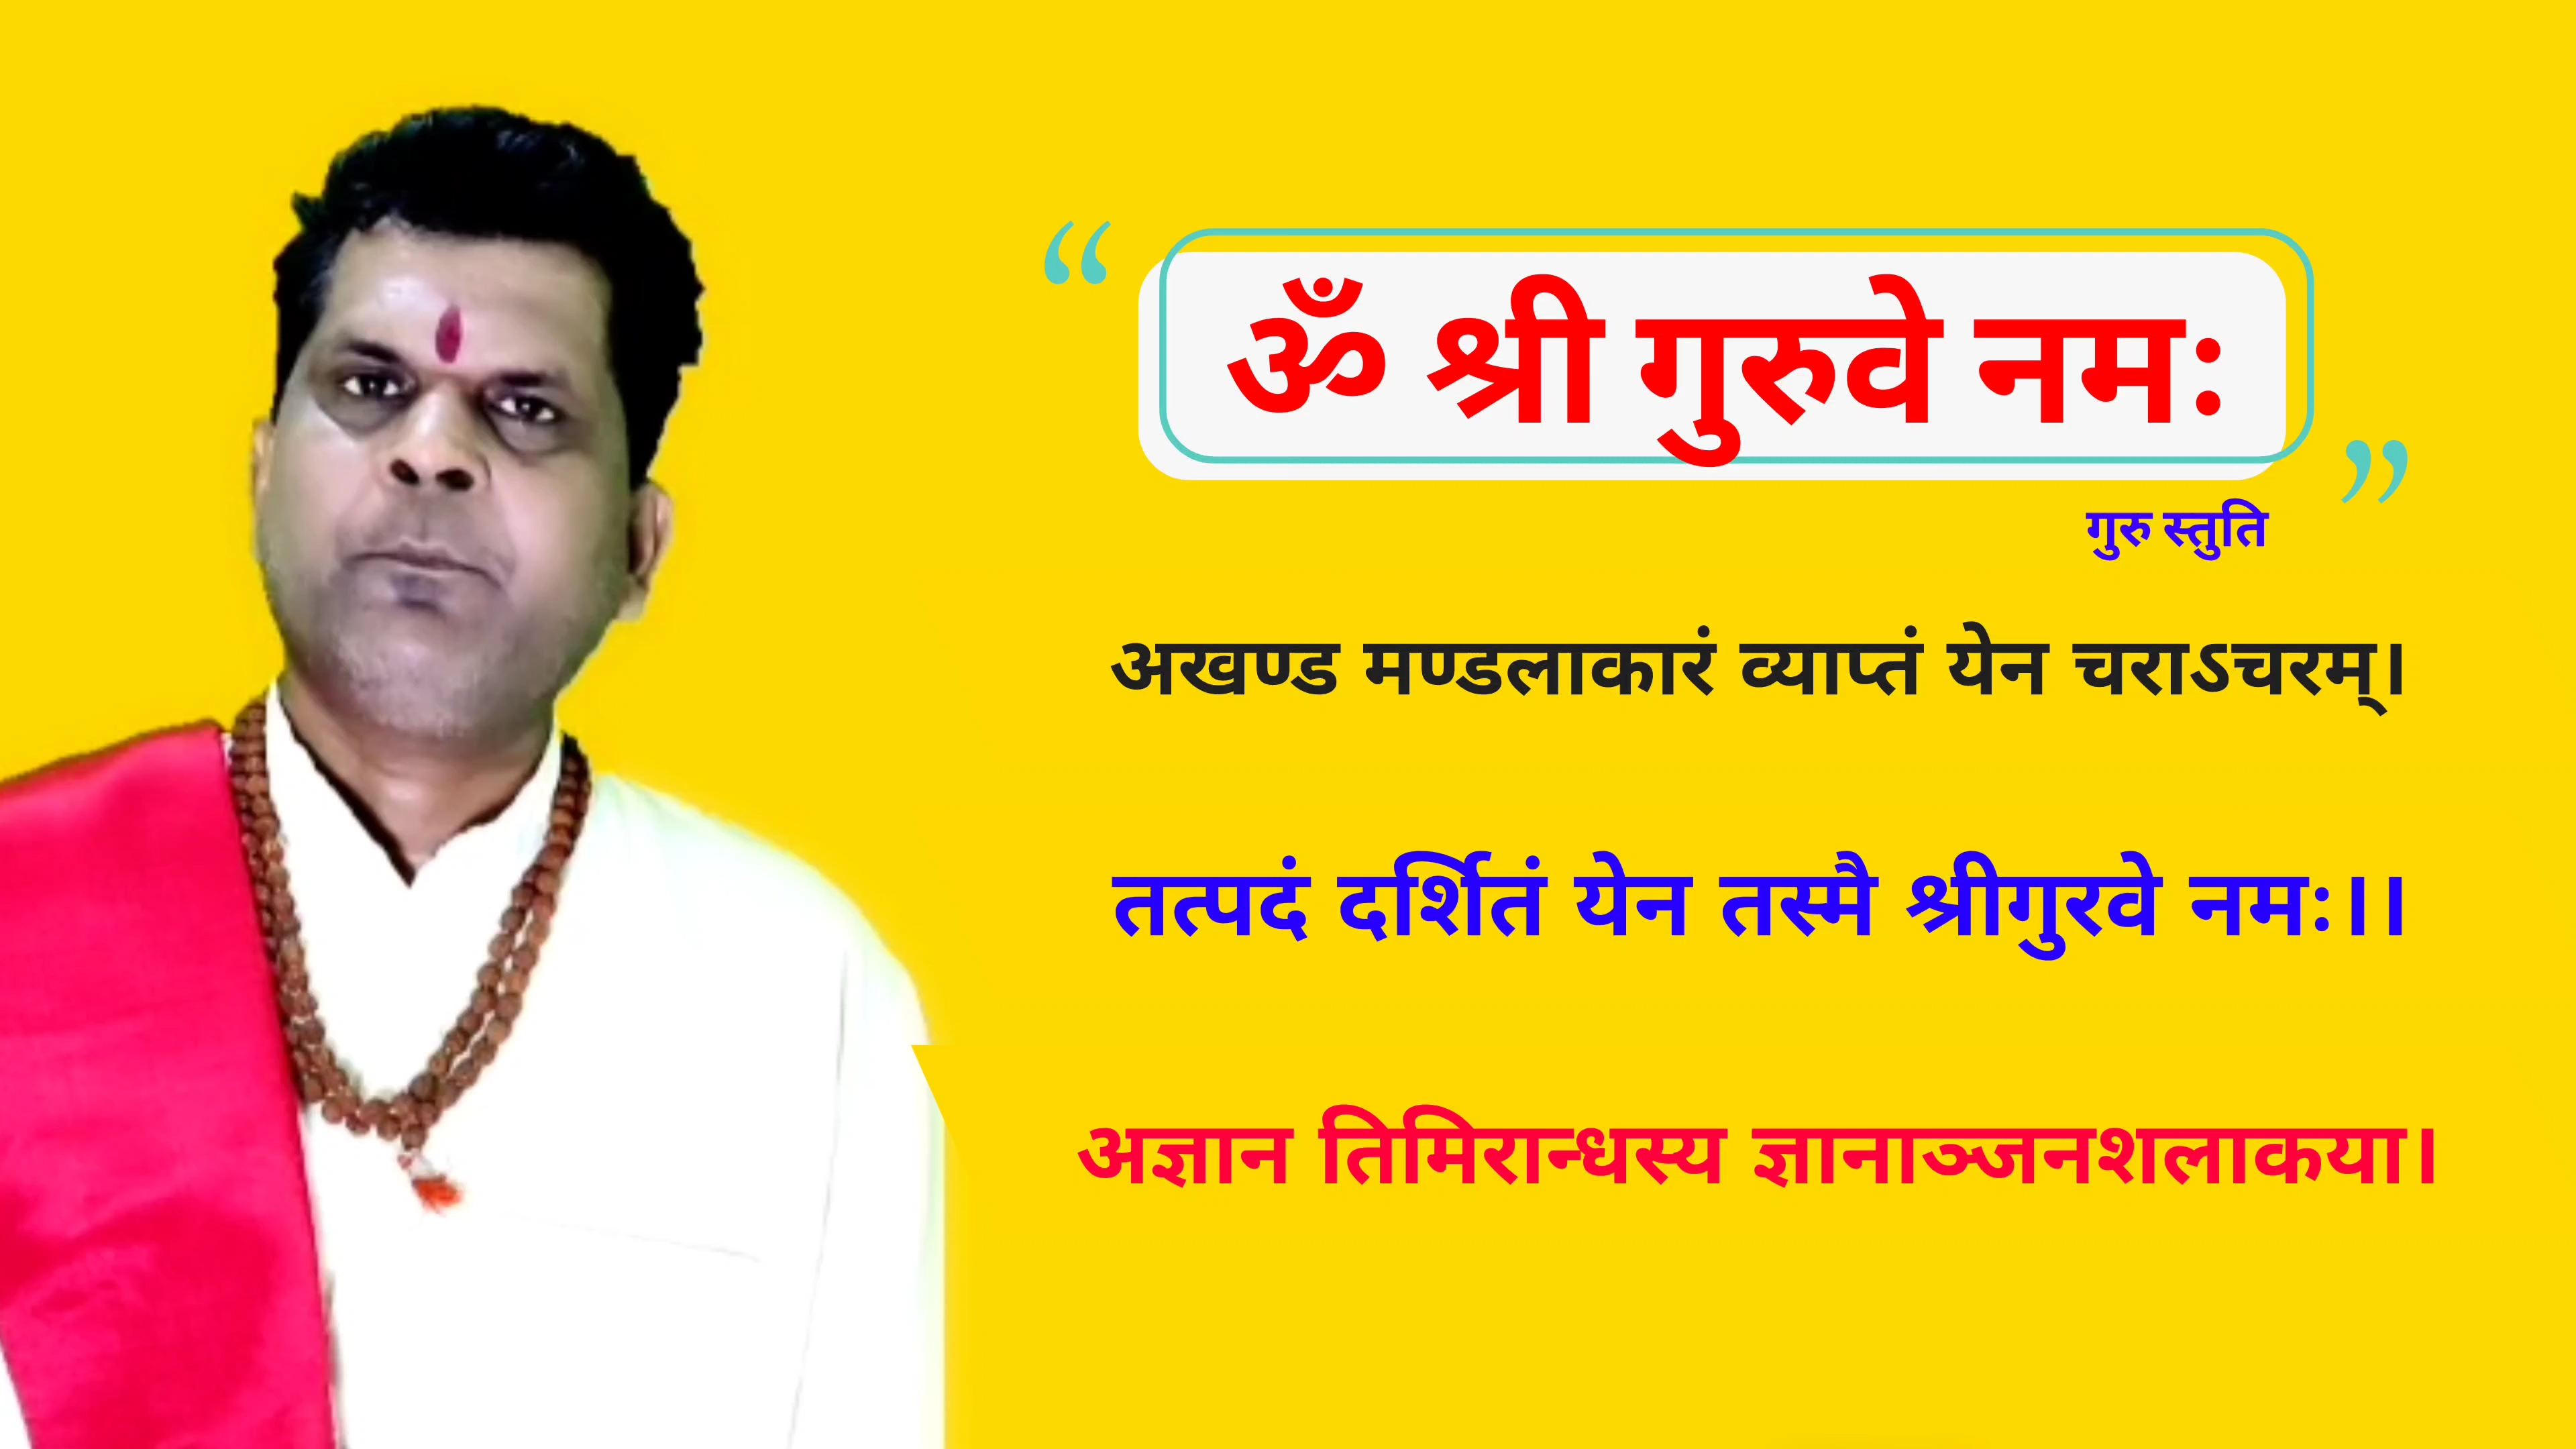 “
ॐ श्री गुरुवे नमः
”
गुरु स्तुति
अखण्ड मण्डलाकारं व्याप्तं येन चराऽचरम्।
तत्पदं दर्शितं येन तस्मै श्रीगुरवे नमः।।
अज्ञान तिमिरान्धस्य ज्ञानाञ्जनशलाकया।